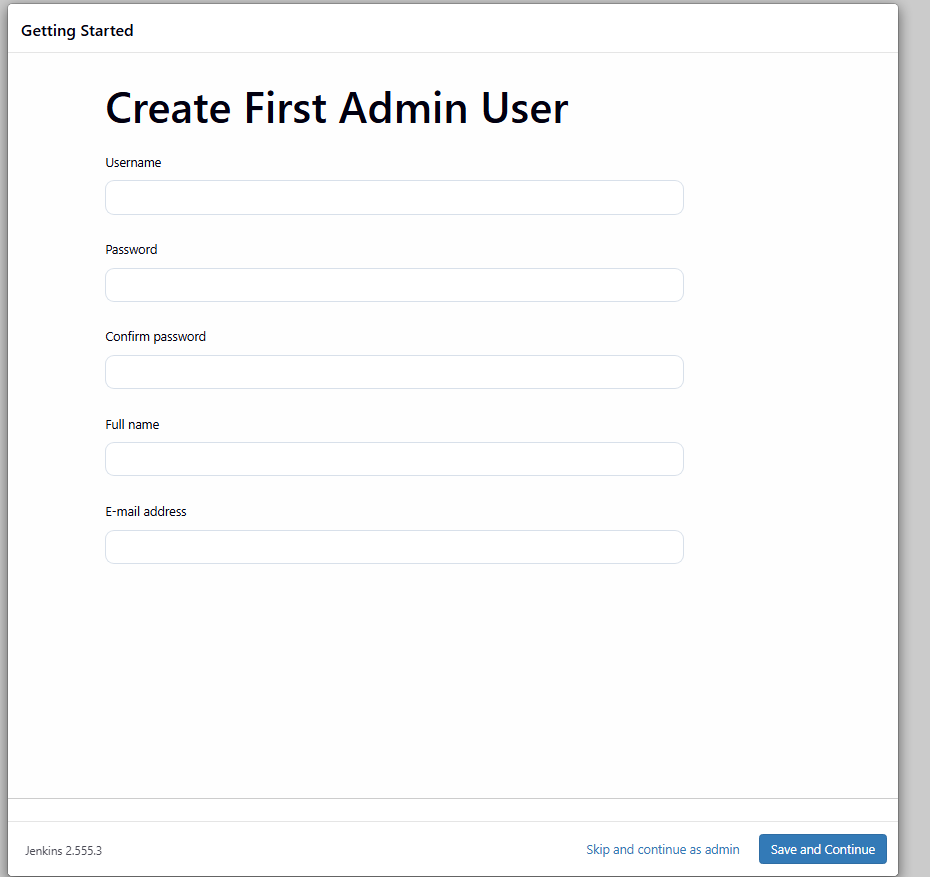 Getting Started
Create First Admin User
Username
Password
Confirm password
Full name
E-mail address
Jenkins 2.555.3
Skip and continue as admin
Save and Continue